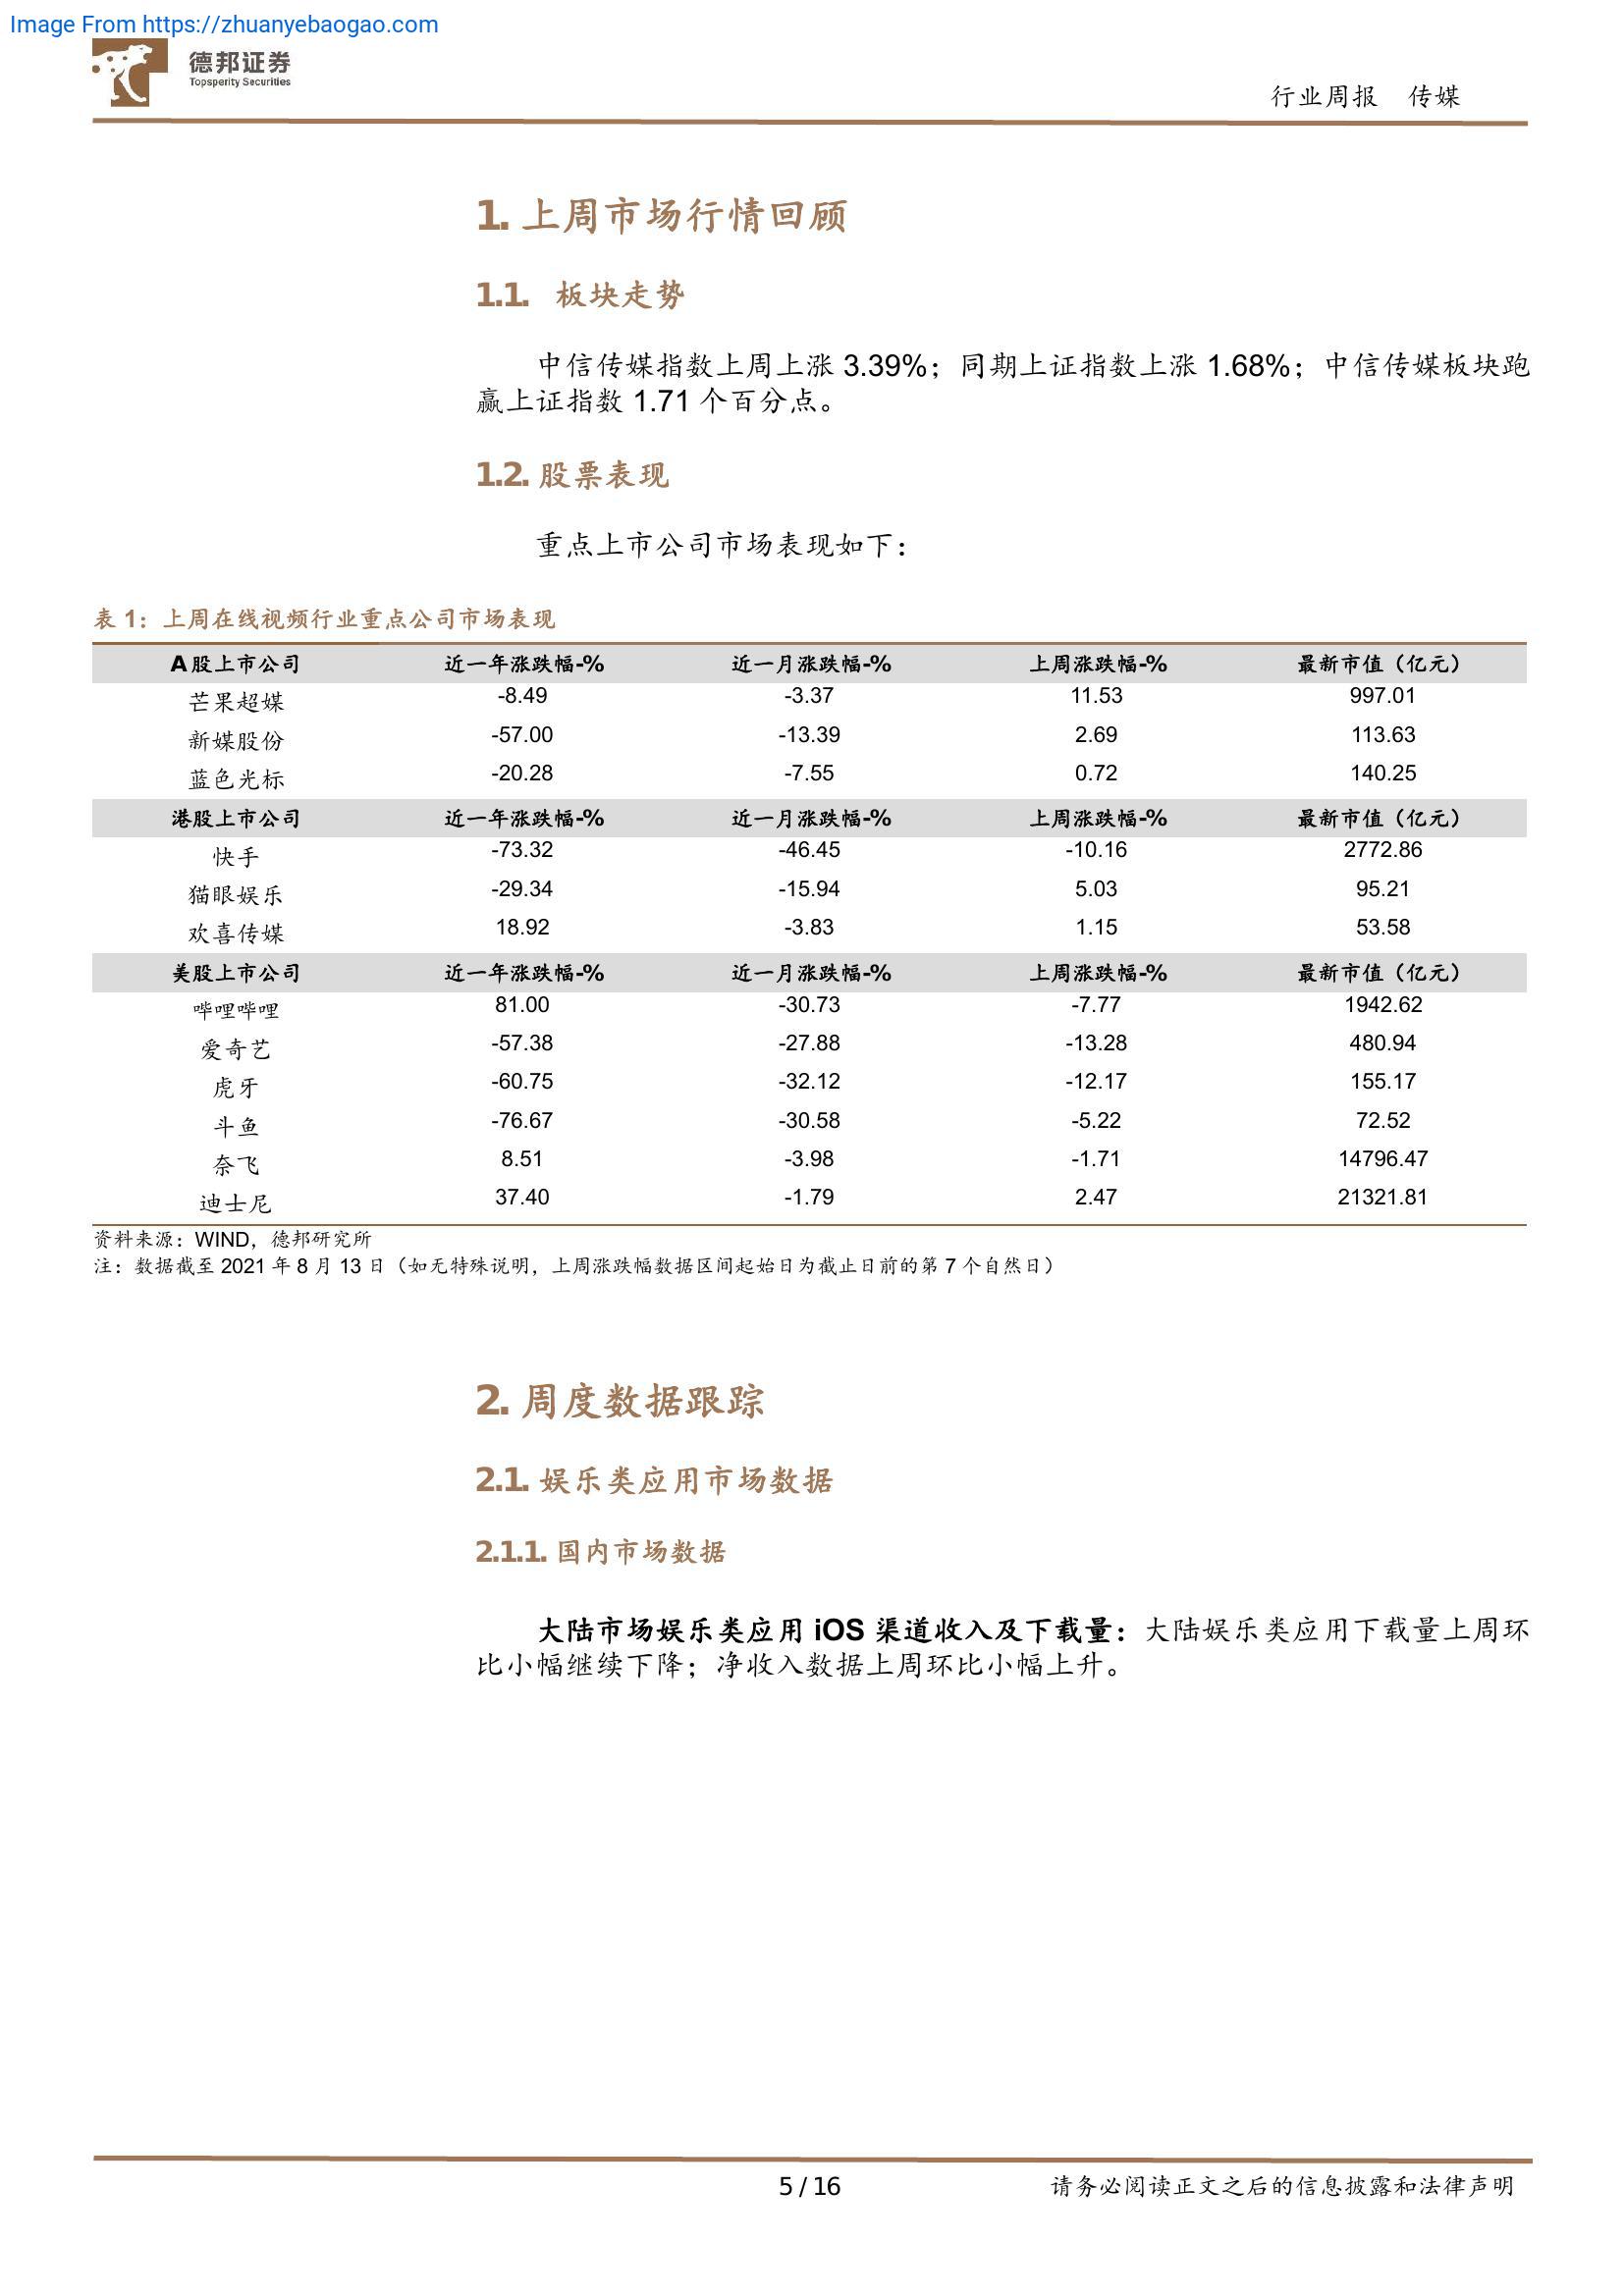 Image From https://zhuanyebaogao.com
德邦证券
Topsperity Securities
行业周报 传媒
1. 上周市场行情回顾
1.1. 板块走势
中信传媒指数上周上涨 3.39%；同期上证指数上涨 1.68%；中信传媒板块跑
赢上证指数 1.71 个百分点。
1.2. 股票表现
重点上市公司市场表现如下：
表 1：上周在线视频行业重点公司市场表现
A股上市公司 近一年涨跌幅-% 近一月涨跌幅-% 上周涨跌幅-% 最新市值（亿元）
芒果超媒 -8.49 -3.37 11.53 997.01
新媒股份 -57.00 -13.39 2.69 113.63
蓝色光标 -20.28 -7.55 0.72 140.25
港股上市公司 近一年涨跌幅-% 近一月涨跌幅-% 上周涨跌幅-% 最新市值（亿元）
快手 -73.32 -46.45 -10.16 2772.86
猫眼娱乐 -29.34 -15.94 5.03 95.21
欢喜传媒 18.92 -3.83 1.15 53.58
美股上市公司 近一年涨跌幅-% 近一月涨跌幅-% 上周涨跌幅-% 最新市值（亿元）
哔哩哔哩 81.00 -30.73 -7.77 1942.62
爱奇艺 -57.38 -27.88 -13.28 480.94
虎牙 -60.75 -32.12 -12.17 155.17
斗鱼 -76.67 -30.58 -5.22 72.52
奈飞 8.51 -3.98 -1.71 14796.47
迪士尼 37.40 -1.79 2.47 21321.81
资料来源：WIND，德邦研究所
注：数据截至 2021 年 8 月 13 日（如无特殊说明，上周涨跌幅数据区间起始日为截止日前的第 7 个自然日）
2. 周度数据跟踪
2.1. 娱乐类应用市场数据
2.1.1. 国内市场数据
大陆市场娱乐类应用 iOS 渠道收入及下载量：大陆娱乐类应用下载量上周环
比小幅继续下降；净收入数据上周环比小幅上升。
5 / 16
请务必阅读正文之后的信息披露和法律声明